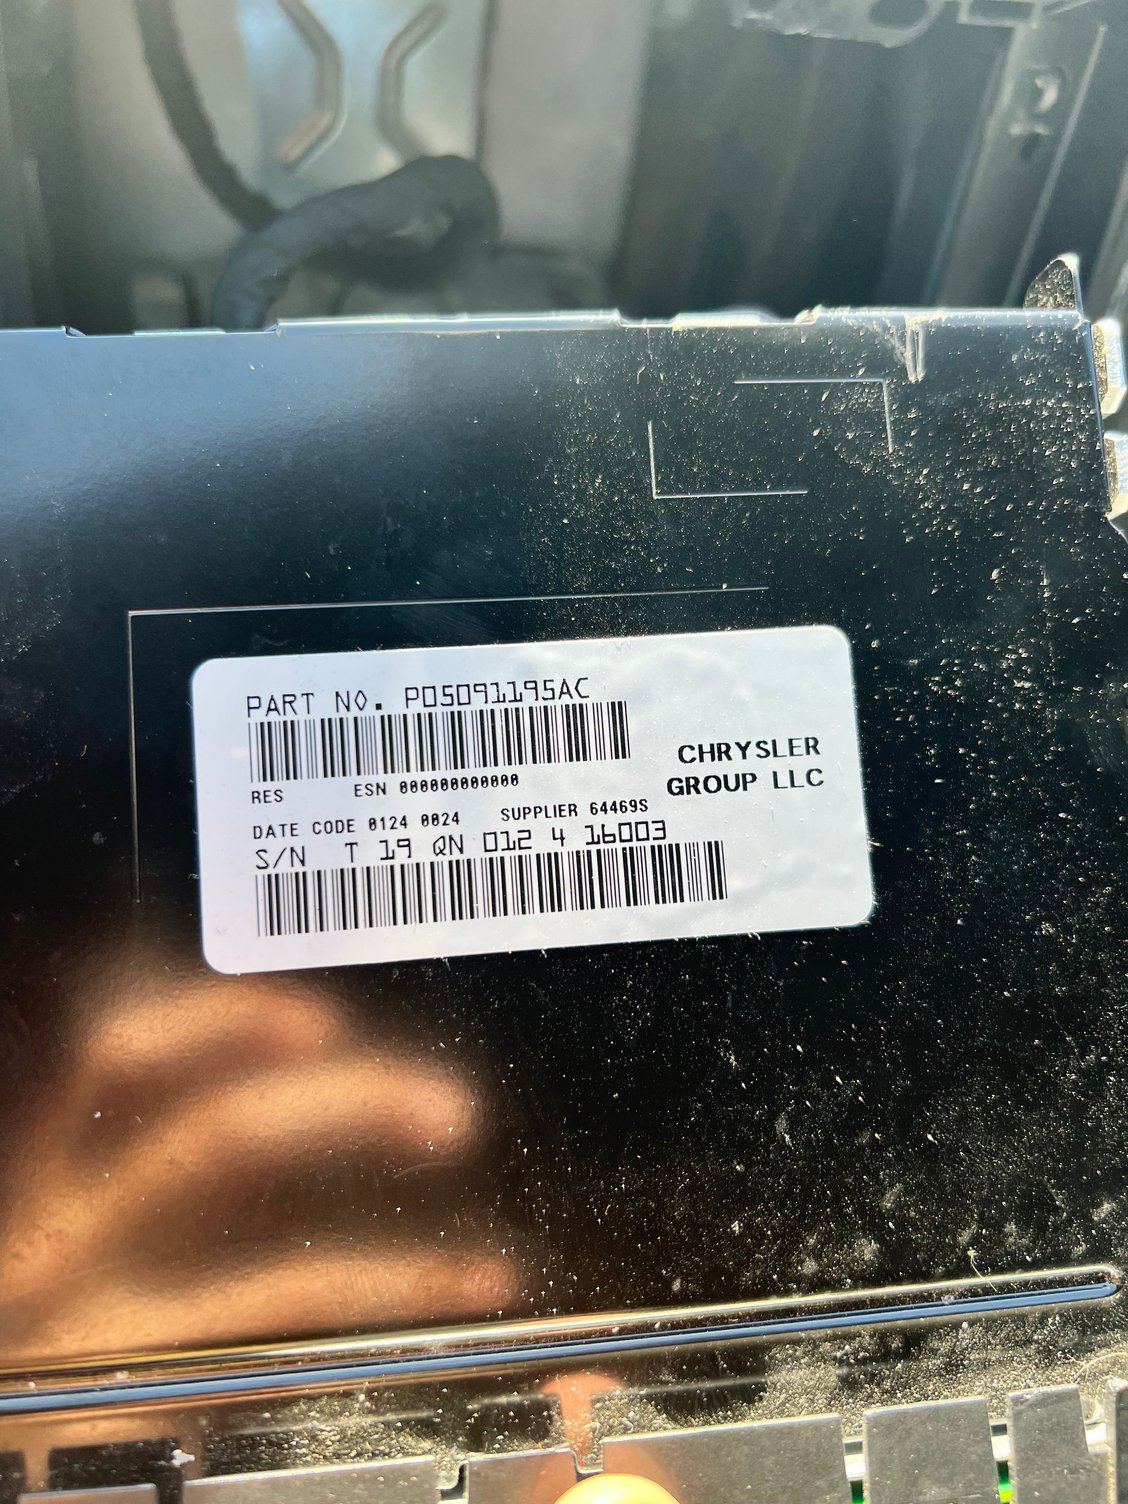 PART NO. P05091195AC
CHRYSLER
GROUP LLC
RES ESN 000000000000
DATE CODE 0124 0024 SUPPLIER 64469S
S/N T 19 QN 012 4 16003